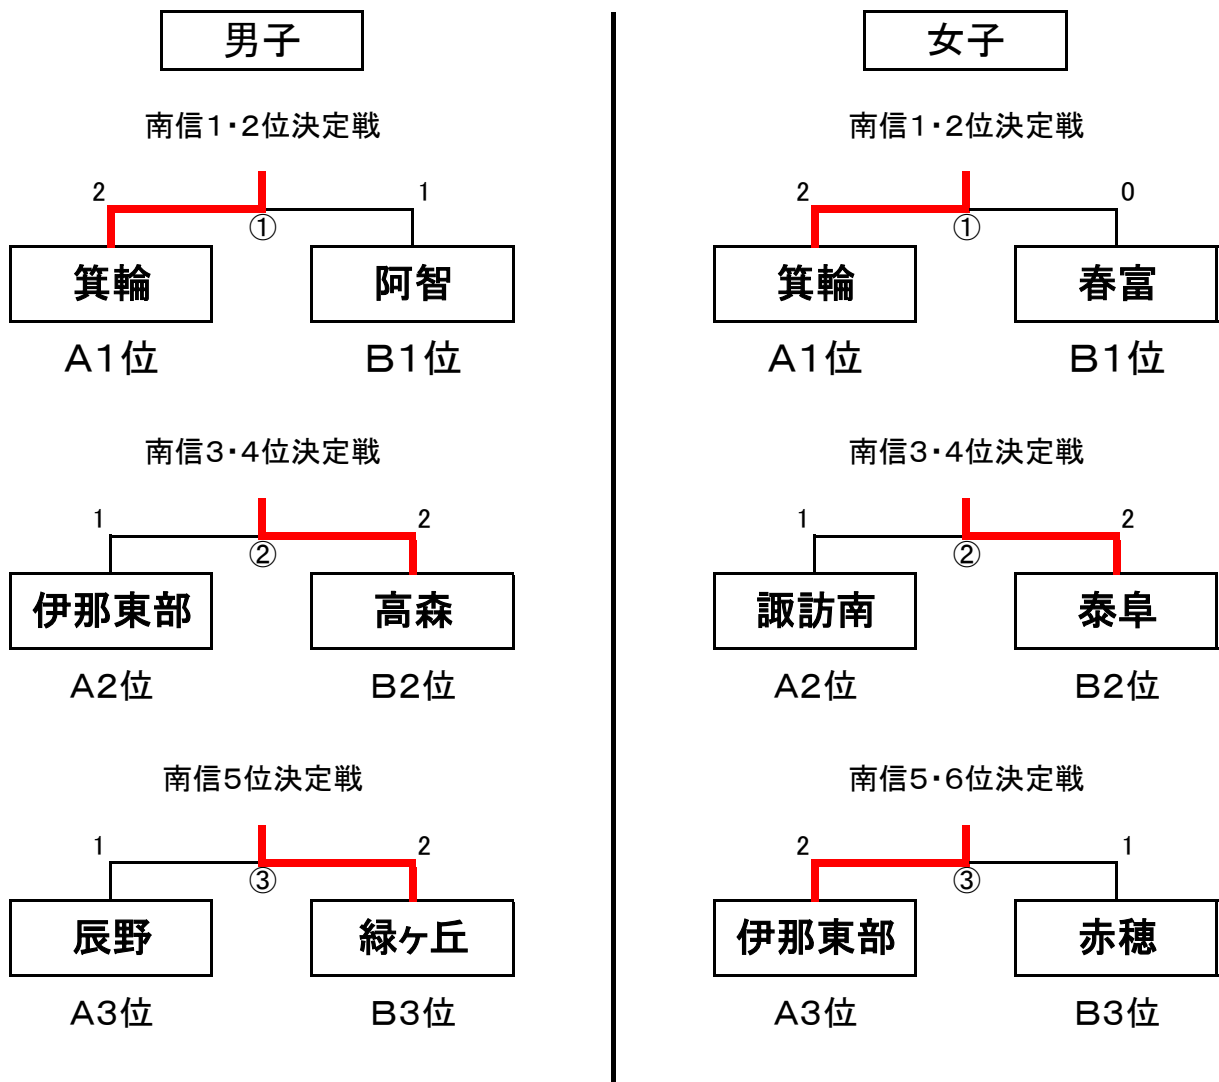 男子
南信1・2位決定戦
2
1
①
箕輪
阿智
A1位
B1位
南信3・4位決定戦
1
2
②
伊那東部
高森
A2位
B2位
南信5位決定戦
1
2
③
辰野
緑ヶ丘
A3位
B3位
女子
南信1・2位決定戦
2
0
①
箕輪
春富
A1位
B1位
南信3・4位決定戦
1
2
②
諏訪南
泰阜
A2位
B2位
南信5・6位決定戦
2
1
③
伊那東部
赤穂
A3位
B3位